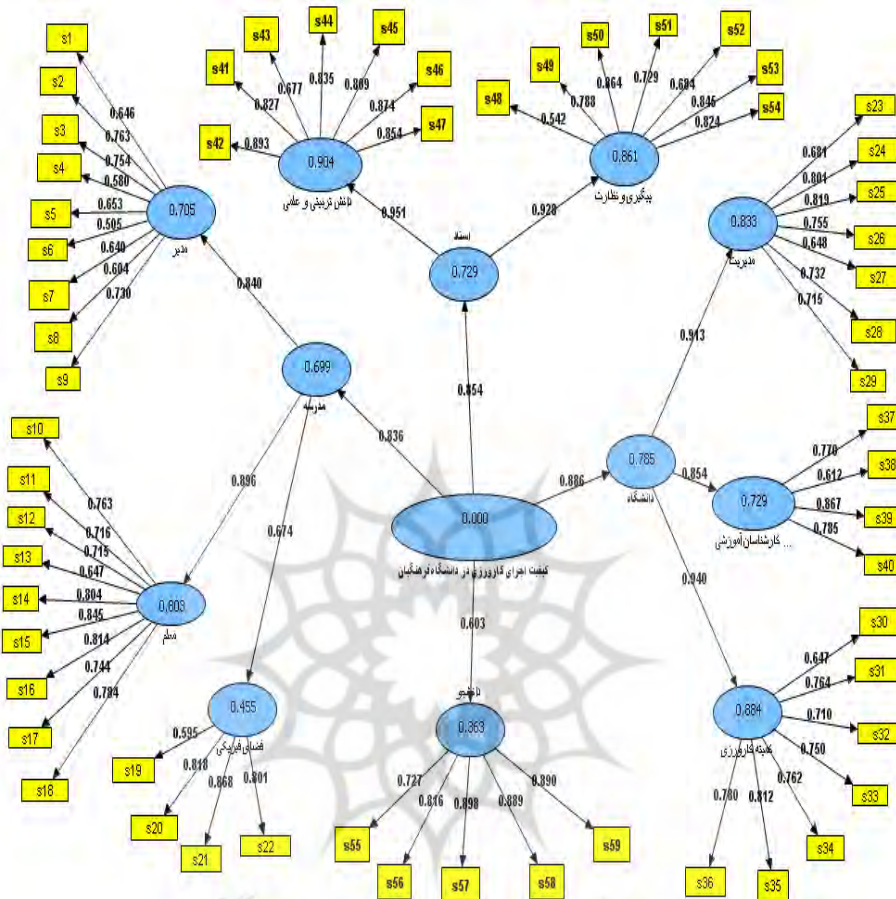 s1
s2
s3
s4
s5
s6
s7
s8
s9
0.646
0.763
0.754
0.580
0.653
0.505
0.640
0.604
0.730
0.705
مدیر
s42
s41
s43
s44
s45
s46
s47
0.893
0.827
0.677
0.835
0.809
0.874
0.854
0.904
دانش تربیتی و علمی
s48
s49
s50
s51
s52
s53
s54
0.542
0.788
0.864
0.729
0.684
0.845
0.824
0.861
پیگیری و نظارت
0.951
0.928
0.729
استاد
s23
s24
s25
s26
s27
s28
s29
0.681
0.801
0.819
0.755
0.648
0.732
0.715
0.833
مدیریت
0.840
0.699
مدرسه
0.836
0.854
0.886
0.913
0.785
دانشگاه
0.854
0.940
s37
s38
s39
s40
0.770
0.612
0.867
0.785
0.729
کارشناسان آموزشی ...
0.000
کیفیت اجرای کارورزی در دانشگاه فرهنگیان
0.896
0.674
0.603
s10
s11
s12
s13
s14
s15
s16
s17
s18
0.763
0.716
0.715
0.647
0.804
0.845
0.814
0.744
0.784
0.803
معلم
0.455
فضای فیزیکی
0.595
0.818
0.868
0.801
s19
s20
s21
s22
دانشجو
0.363
0.727
0.816
0.898
0.889
0.890
s55
s56
s57
s58
s59
s30
s31
s32
s33
s34
s35
s36
0.647
0.764
0.710
0.750
0.762
0.812
0.780
0.884
کمیته کارورزی